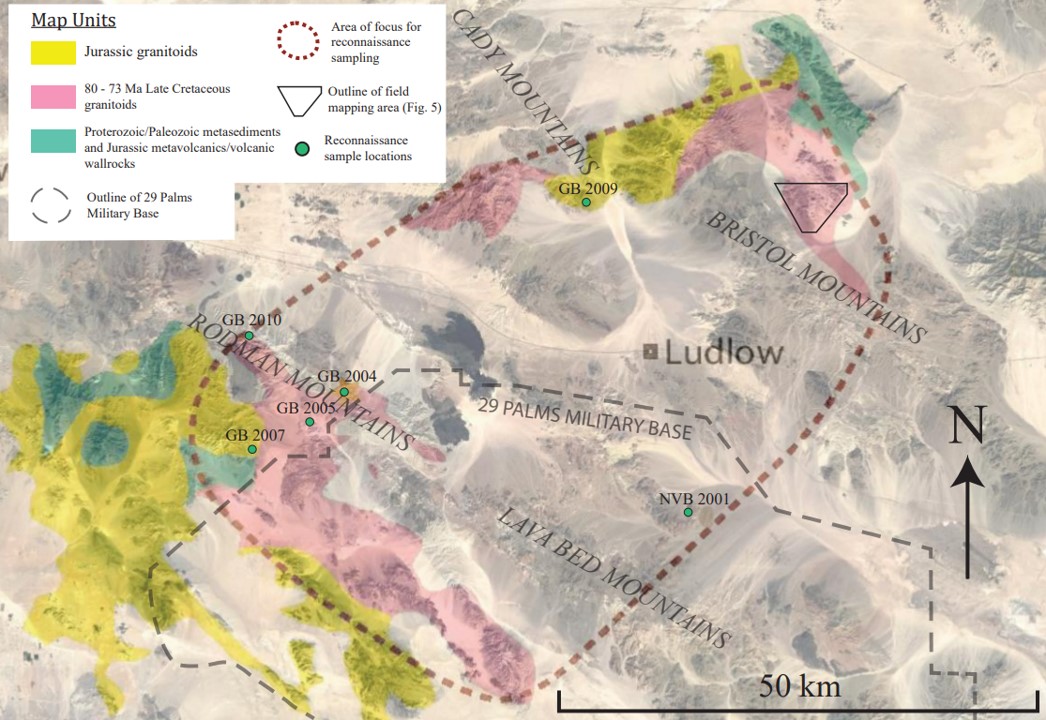 Map Units
Jurassic granitoids
80 - 73 Ma Late Cretaceous
granitoids
Proterozoic/Paleozoic metasediments
and Jurassic metavolcanics/volcanic
wallrocks
Outline of 29 Palms
Military Base
Area of focus for
reconnaissance
sampling
Outline of field
mapping area (Fig. 5)
Reconnaissance
sample locations
CADY MOUNTAINS
GB 2009
BRISTOL MOUNTAINS
GB 2010
RODMAN MOUNTAINS
Ludlow
GB 2004
GB 2005
29 PALMS MILITARY BASE
GB 2007
N
NVB 2001
LAVA BED MOUNTAINS
50 km